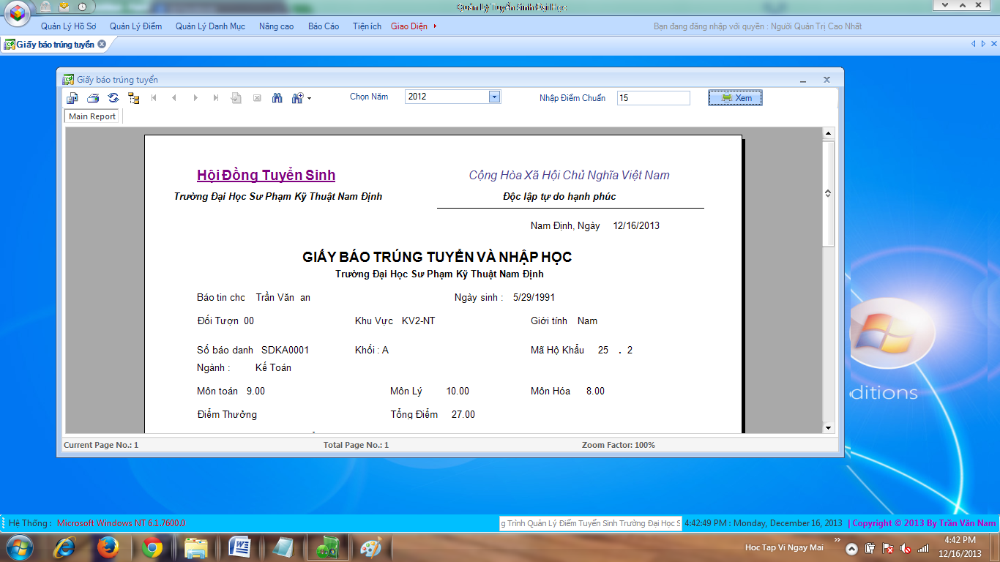 Quản Lý Tuyển Sinh Đại Học
Quản Lý Hồ Sơ Quản Lý Điểm Quản Lý Danh Mục Nâng cao Báo Cáo Tiện ích Giao Diện Bạn đang đăng nhập với quyền : Người Quản Trị Cao Nhất
Giấy báo trúng tuyển
Giấy báo trúng tuyển
Chọn Năm 2012 Nhập Điểm Chuẩn 15 Xem
Main Report
Hội Đồng Tuyển Sinh Cộng Hòa Xã Hội Chủ Nghĩa Việt Nam
Trường Đại Học Sư Phạm Kỹ Thuật Nam Định Độc lập tự do hạnh phúc
Nam Định, Ngày 12/16/2013
GIẤY BÁO TRÚNG TUYỂN VÀ NHẬP HỌC
Trường Đại Học Sư Phạm Kỹ Thuật Nam Định
Báo tin chc Trần Văn an Ngày sinh : 5/29/1991
Đối Tượn 00 Khu Vực KV2-NT Giới tính Nam
Số báo danh SDKA0001 Khối : A Mã Hộ Khẩu 25 . 2
Ngành : Kế Toán
Môn toán 9.00 Môn Lý 10.00 Môn Hóa 8.00
Điểm Thưởng Tổng Điểm 27.00
Current Page No.: 1 Total Page No.: 1 Zoom Factor: 100%
ditions
Hệ Thống : Microsoft Windows NT 6.1.7600.0 g Trình Quản Lý Điểm Tuyển Sinh Trường Đại Học S 4:42:49 PM : Monday, December 16, 2013 | Copyright © 2013 By Trần Văn Nam
Hoc Tap Vi Ngay Mai » 4:42 PM
12/16/2013